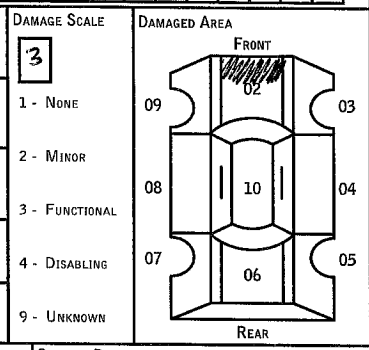 DAMAGE SCALE
3
1 - NONE
2 - MINOR
3 - FUNCTIONAL
4 - DISABLING
9 - UNKNOWN
DAMAGED AREA
FRONT
02
09
03
08
10
04
07
06
05
REAR